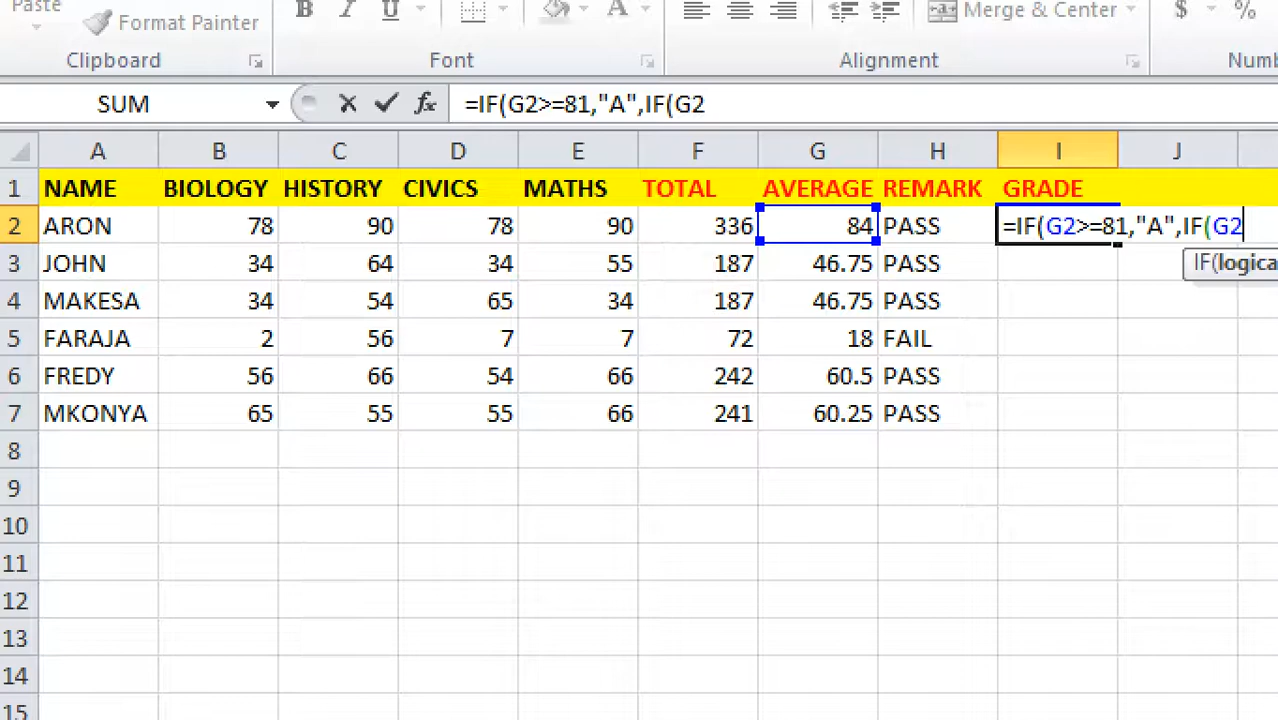 Paste
Format Painter
B I U A Merge & Center $ %
Clipboard Font Alignment
SUM fx =IF(G2>=81,"A",IF(G2
A B C D E F G H I J
1 NAME BIOLOGY HISTORY CIVICS MATHS TOTAL AVERAGE REMARK GRADE
2 ARON 78 90 78 90 336 84 PASS =IF(G2>=81,"A",IF(G2
3 JOHN 34 64 34 55 187 46.75 PASS IF(logica
4 MAKESA 34 54 65 34 187 46.75 PASS
5 FARAJA 2 56 7 7 72 18 FAIL
6 FREDY 56 66 54 66 242 60.5 PASS
7 MKONYA 65 55 55 66 241 60.25 PASS
8
9
10
11
12
13
14
15